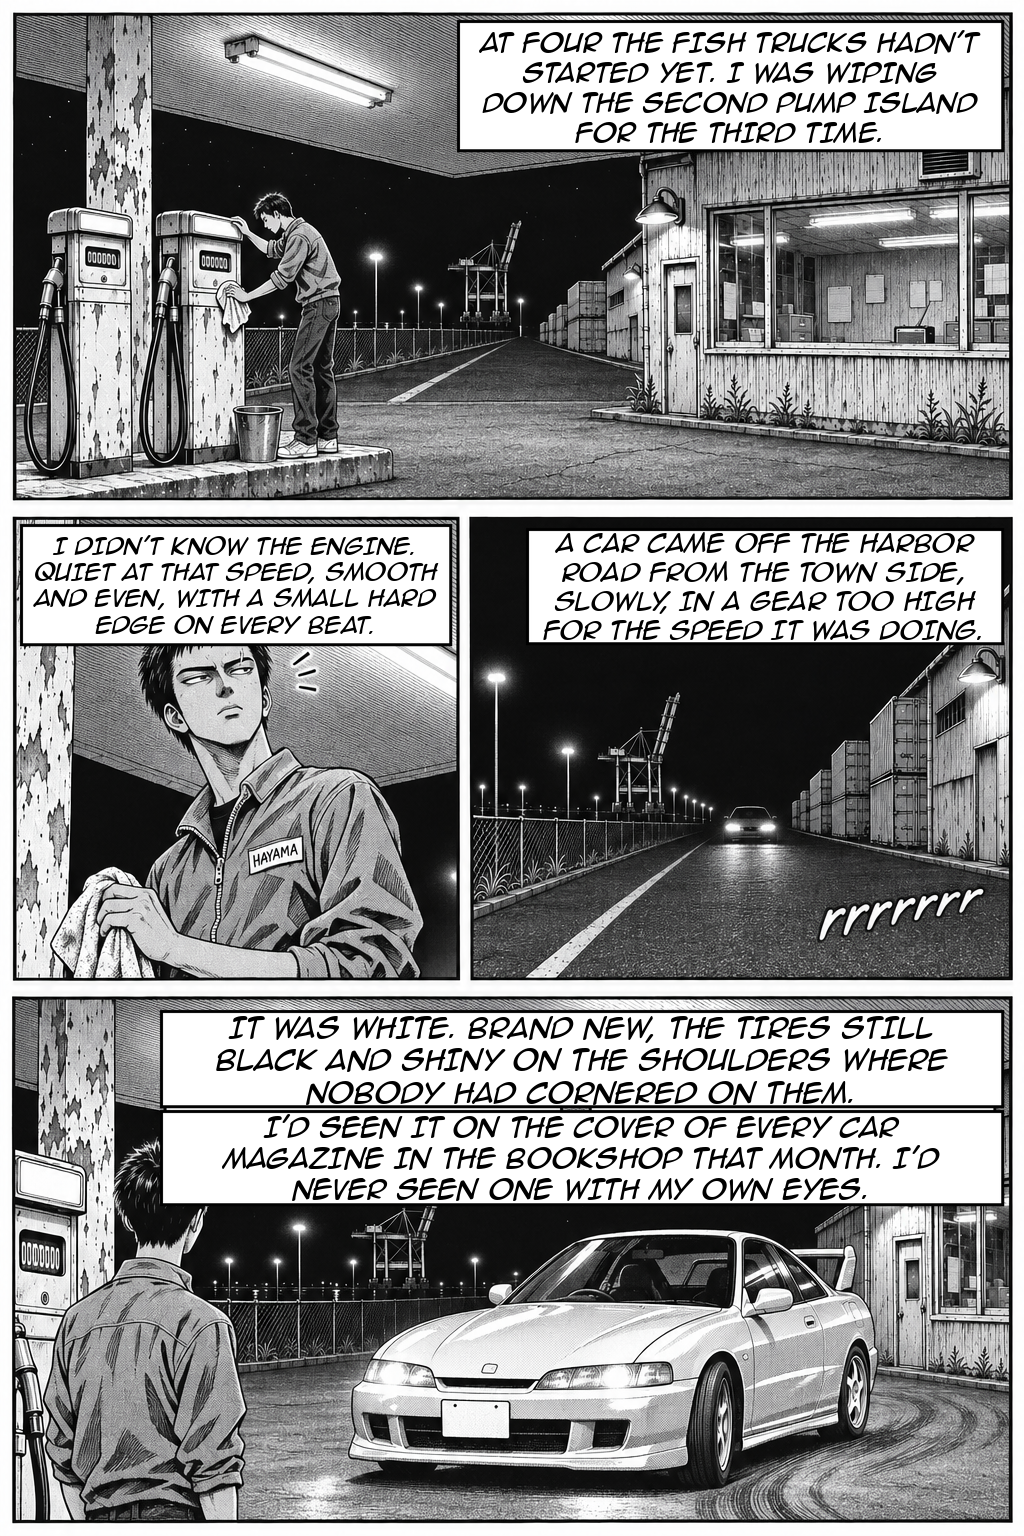 AT FOUR THE FISH TRUCKS HADN'T
STARTED YET. I WAS WIPING
DOWN THE SECOND PUMP ISLAND
FOR THE THIRD TIME.
I DIDN'T KNOW THE ENGINE.
QUIET AT THAT SPEED, SMOOTH
AND EVEN, WITH A SMALL HARD
EDGE ON EVERY BEAT.
HAYAMA
A CAR CAME OFF THE HARBOR
ROAD FROM THE TOWN SIDE,
SLOWLY, IN A GEAR TOO HIGH
FOR THE SPEED IT WAS DOING.
rrrrrrr
IT WAS WHITE. BRAND NEW, THE TIRES STILL
BLACK AND SHINY ON THE SHOULDERS WHERE
NOBODY HAD CORNERED ON THEM.
I'D SEEN IT ON THE COVER OF EVERY CAR
MAGAZINE IN THE BOOKSHOP THAT MONTH. I'D
NEVER SEEN ONE WITH MY OWN EYES.